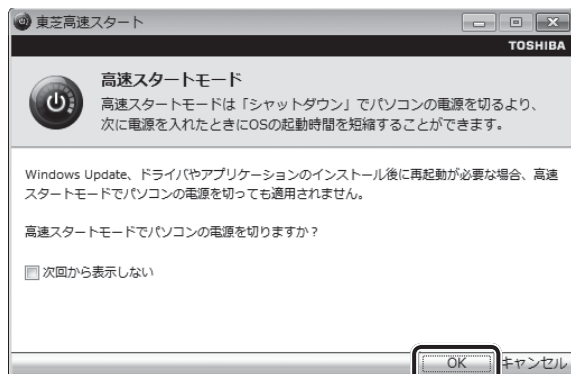 東芝高速スタート
TOSHIBA
高速スタートモード
高速スタートモードは「シャットダウン」でパソコンの電源を切るより、
次に電源を入れたときにOSの起動時間を短縮することができます。
Windows Update、ドライバやアプリケーションのインストール後に再起動が必要な場合、高速
スタートモードでパソコンの電源を切っても適用されません。
高速スタートモードでパソコンの電源を切りますか？
次回から表示しない
OK
キャンセル